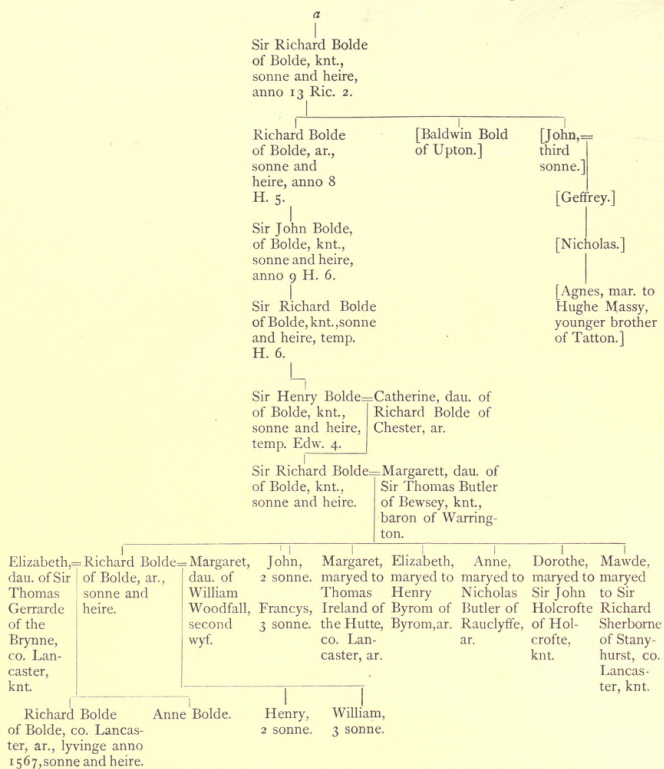 a
Sir Richard Bolde
of Bolde, knt.,
sonne and heire,
anno 13 Ric. 2.
Richard Bolde
of Bolde, ar.,
sonne and
heire, anno 8
H. 5.
[Baldwin Bold
of Upton.]
[John,=
third
sonne.]
[Geffrey.]
[Nicholas.]
[Agnes, mar. to
Hughe Massy,
younger brother
of Tatton.]
Sir John Bolde,
of Bolde, knt.,
sonne and heire,
anno 9 H. 6.
Sir Richard Bolde
of Bolde, knt., sonne
and heire, temp.
H. 6.
Sir Henry Bolde=
of Bolde, knt.,
sonne and heire,
temp. Edw. 4.
Catherine, dau. of
Richard Bolde of
Chester, ar.
Sir Richard Bolde=
of Bolde, knt.,
sonne and heire.
Margarett, dau. of
Sir Thomas Butler
of Bewsey, knt.,
baron of Warring-
ton.
Elizabeth,=
dau. of Sir
Thomas
Gerrarde
of the
Brynne,
co. Lan-
caster,
knt.
Richard Bolde=
of Bolde, ar.,
sonne and
heire.
Margaret,
dau. of
William
Woodfall,
second
wyf.
John,
2 sonne.
Francys,
3 sonne.
Margaret,
maryed to
Thomas
Ireland of
the Hutte,
co. Lan-
caster, ar.
Elizabeth,
maryed to
Henry
Byrom of
Byrom, ar.
Anne,
maryed to
Nicholas
Butler of
Rauclyffe,
ar.
Dorothe,
maryed to
Sir John
Holcrofte
of Hol-
crofte,
knt.
Mawde,
maryed
to Sir
Richard
Sherborne
of Stany-
hurst, co.
Lancas-
ter, knt.
Richard Bolde
of Bolde, co. Lancas-
ter, ar., lyvinge anno
1567, sonne and heire.
Anne Bolde.
Henry,
2 sonne.
William,
3 sonne.